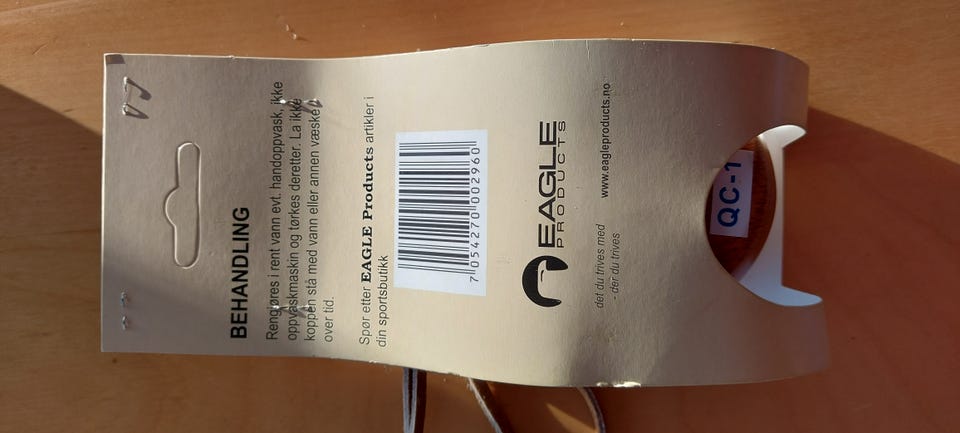 BEHANDLING
Rengjøres i rent vann evt. handoppvask, ikke
oppvaskmaskin og tørkes deretter. La ikke
koppen stå med vann eller annen væske
over tid.
Spør etter EAGLE Products artikler i
din sportsbutikk
7 054270 002960
EAGLE
PRODUCTS
det du trives med
- der du trives
www.eagleproducts.no
QC-1